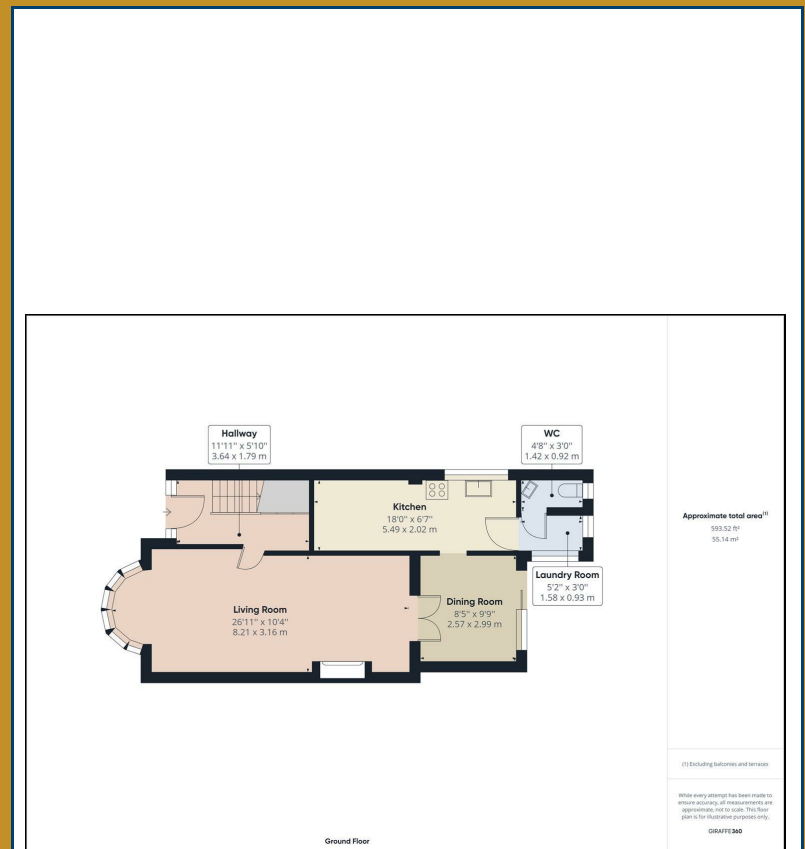 Hallway
11'11" x 5'10"
3.64 x 1.79 m
WC
4'8" x 3'0"
1.42 x 0.92 m
Kitchen
18'0" x 6'7"
5.49 x 2.02 m
Living Room
26'11" x 10'4"
8.21 x 3.16 m
Dining Room
8'5" x 9'9"
2.57 x 2.99 m
Laundry Room
5'2" x 3'0"
1.58 x 0.93 m
Ground Floor
Approximate total area(1)
593.52 ft²
55.14 m²
(1) Excluding balconies and terraces
While every attempt has been made to
ensure accuracy, all measurements are
approximate, not to scale. This floor
plan is for illustrative purposes only.
GIRAFFE360